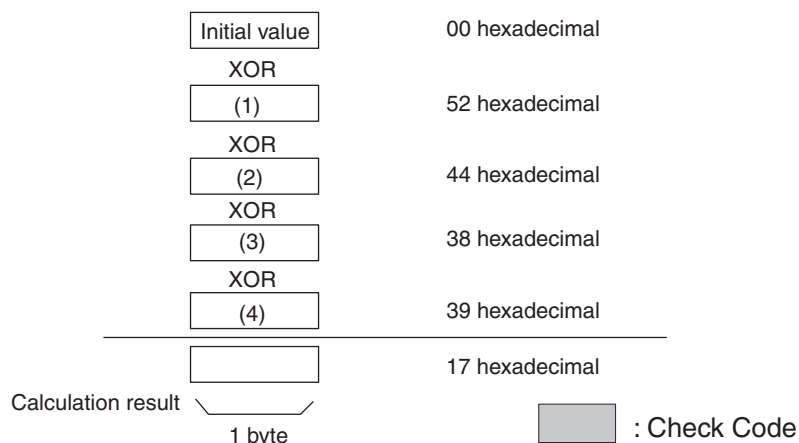 Initial value 00 hexadecimal
XOR
(1) 52 hexadecimal
XOR
(2) 44 hexadecimal
XOR
(3) 38 hexadecimal
XOR
(4) 39 hexadecimal
17 hexadecimal
Calculation result
1 byte
: Check Code